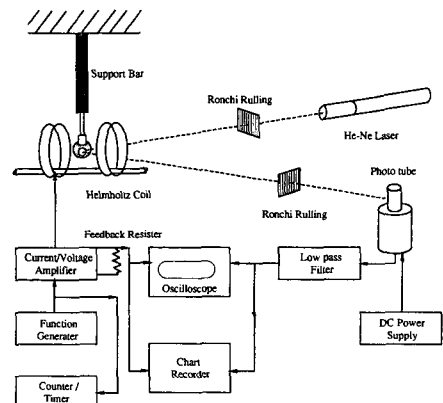 Support Bar
Ronchi Rulling
He-Ne Laser
Helmholtz Coil
Photo tube
Ronchi Rulling
Feedback Resister
Current/Voltage
Amplifier
Oscilloscope
Low pass
Filter
Function
Generater
DC Power
Supply
Chart
Recorder
Counter /
Timer